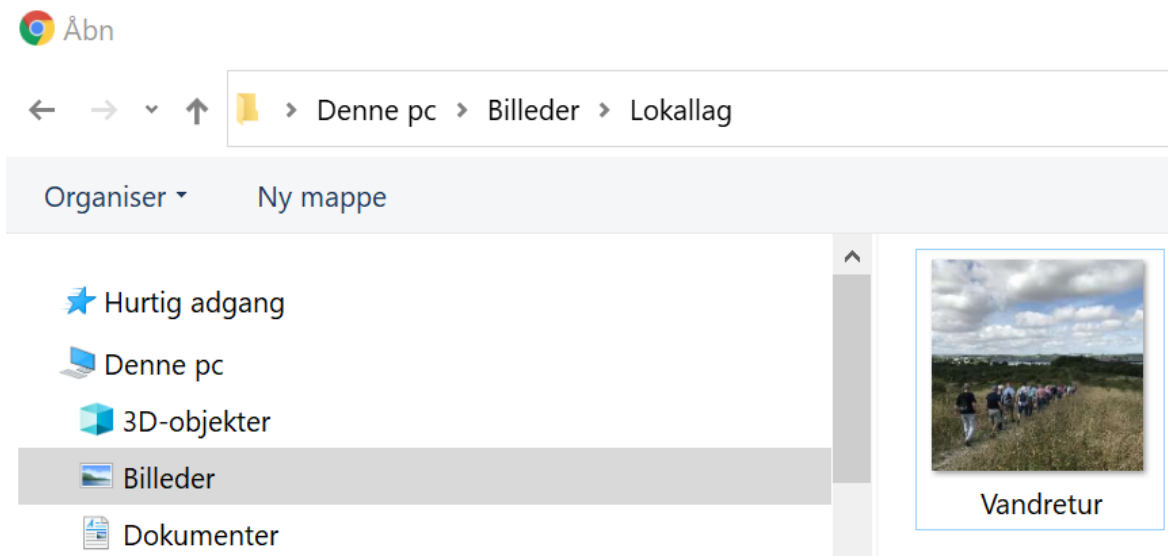 Åbn
Denne pc > Billeder > Lokallag
Organiser Ny mappe
Hurtig adgang
Denne pc
3D-objekter
Billeder
Dokumenter
Vandretur